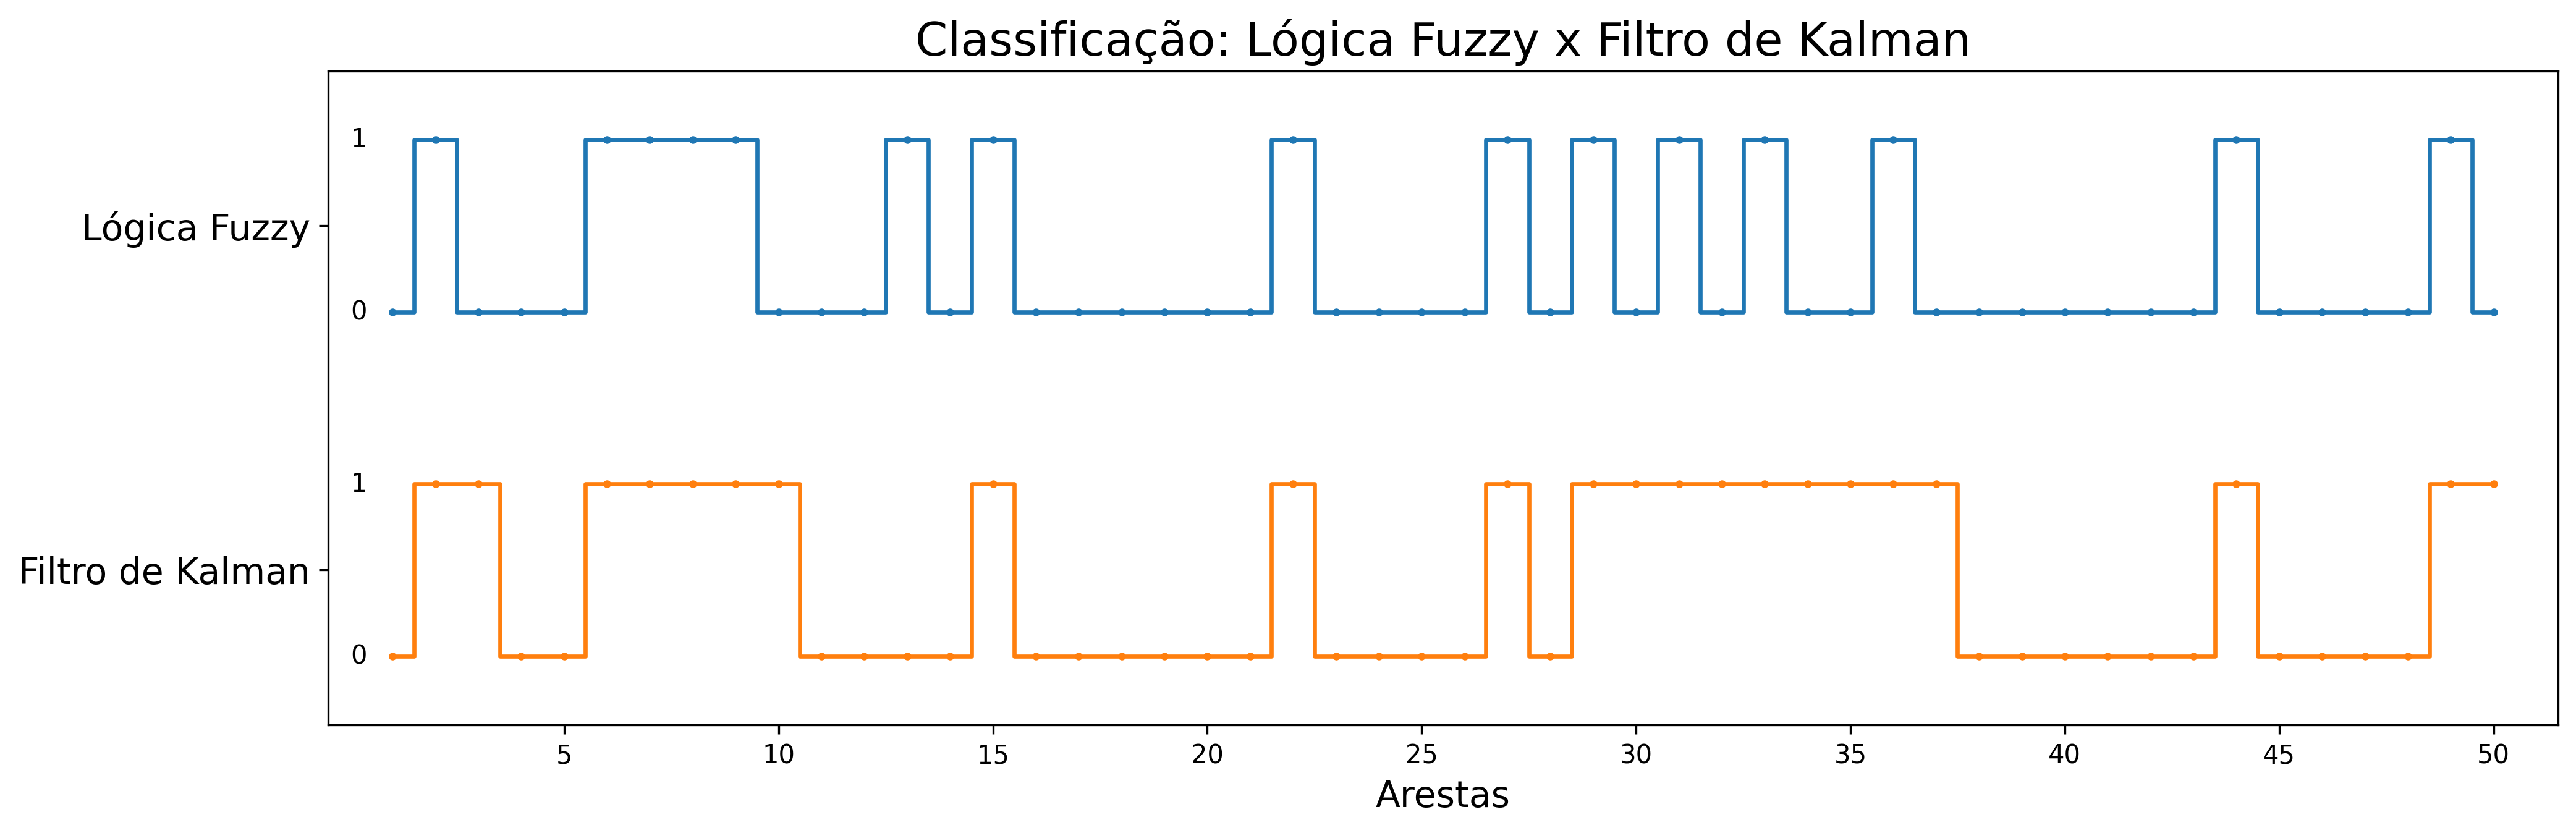 Classificação: Lógica Fuzzy x Filtro de Kalman
1
Lógica Fuzzy
0
1
Filtro de Kalman
0
5 10 15 20 25 30 35 40 45 50
Arestas